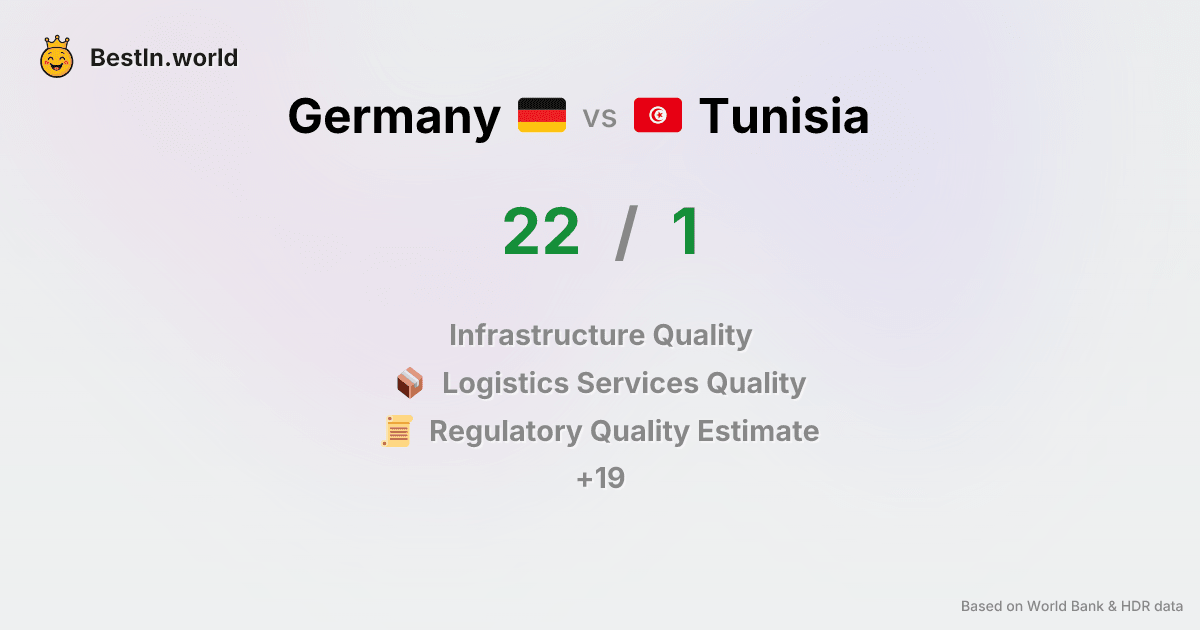 BestIn.world
Germany vs Tunisia
22 / 1
Infrastructure Quality
Logistics Services Quality
Regulatory Quality Estimate
+19
Based on World Bank & HDR data